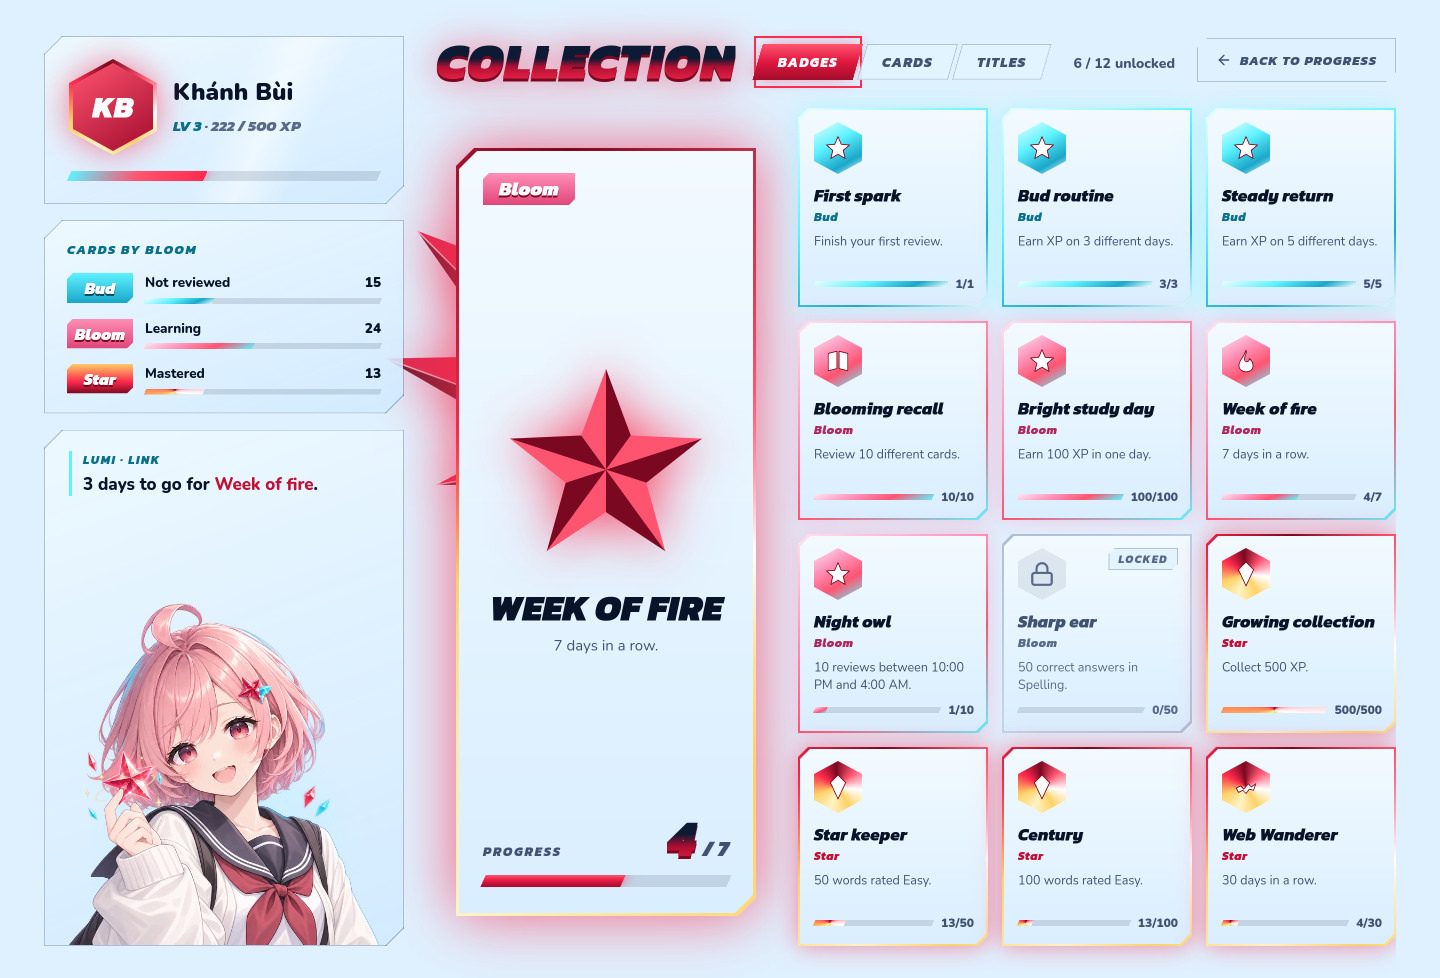 KB
Khánh Bùi
LV 3 · 222 / 500 XP
CARDS BY BLOOM
Bud
Not reviewed
15
Bloom
Learning
24
Star
Mastered
13
LUMI · LINK
3 days to go for Week of fire.
COLLECTION
BADGES
CARDS
TITLES
6 / 12 unlocked
← BACK TO PROGRESS
Bloom
WEEK OF FIRE
7 days in a row.
PROGRESS
4 / 7
First spark
Bud
Finish your first review.
1/1
Bud routine
Bud
Earn XP on 3 different days.
3/3
Steady return
Bud
Earn XP on 5 different days.
5/5
Blooming recall
Bloom
Review 10 different cards.
10/10
Bright study day
Bloom
Earn 100 XP in one day.
100/100
Week of fire
Bloom
7 days in a row.
4/7
Night owl
Bloom
10 reviews between 10:00
PM and 4:00 AM.
1/10
LOCKED
Sharp ear
Bloom
50 correct answers in
Spelling.
0/50
Growing collection
Star
Collect 500 XP.
500/500
Star keeper
Star
50 words rated Easy.
13/50
Century
Star
100 words rated Easy.
13/100
Web Wanderer
Star
30 days in a row.
4/30